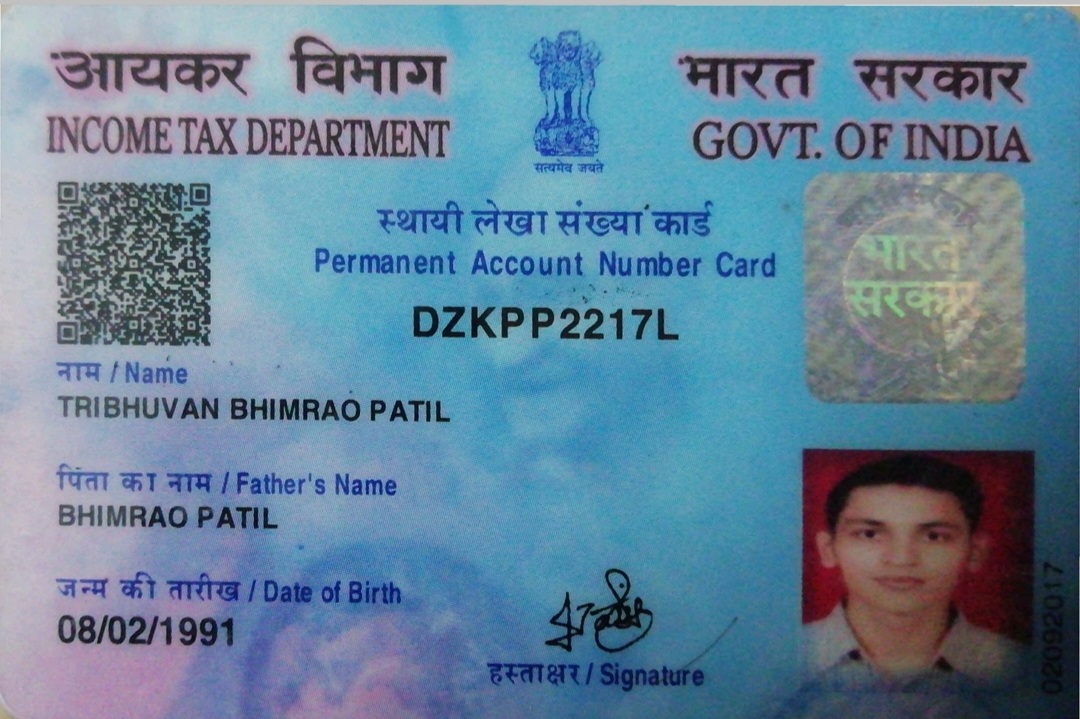 आयकर विभाग
INCOME TAX DEPARTMENT
सत्यमेव जयते
भारत सरकार
GOVT. OF INDIA
स्थायी लेखा संख्या कार्ड
Permanent Account Number Card
DZKPP2217L
भारत
सरकार
नाम / Name
TRIBHUVAN BHIMRAO PATIL
पिता का नाम / Father's Name
BHIMRAO PATIL
जन्म की तारीख / Date of Birth
08/02/1991
हस्ताक्षर / Signature
02092017